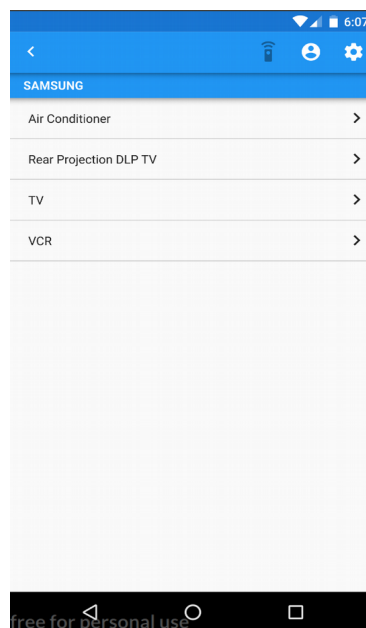 6:07
SAMSUNG
Air Conditioner
Rear Projection DLP TV
TV
VCR
free for personal use